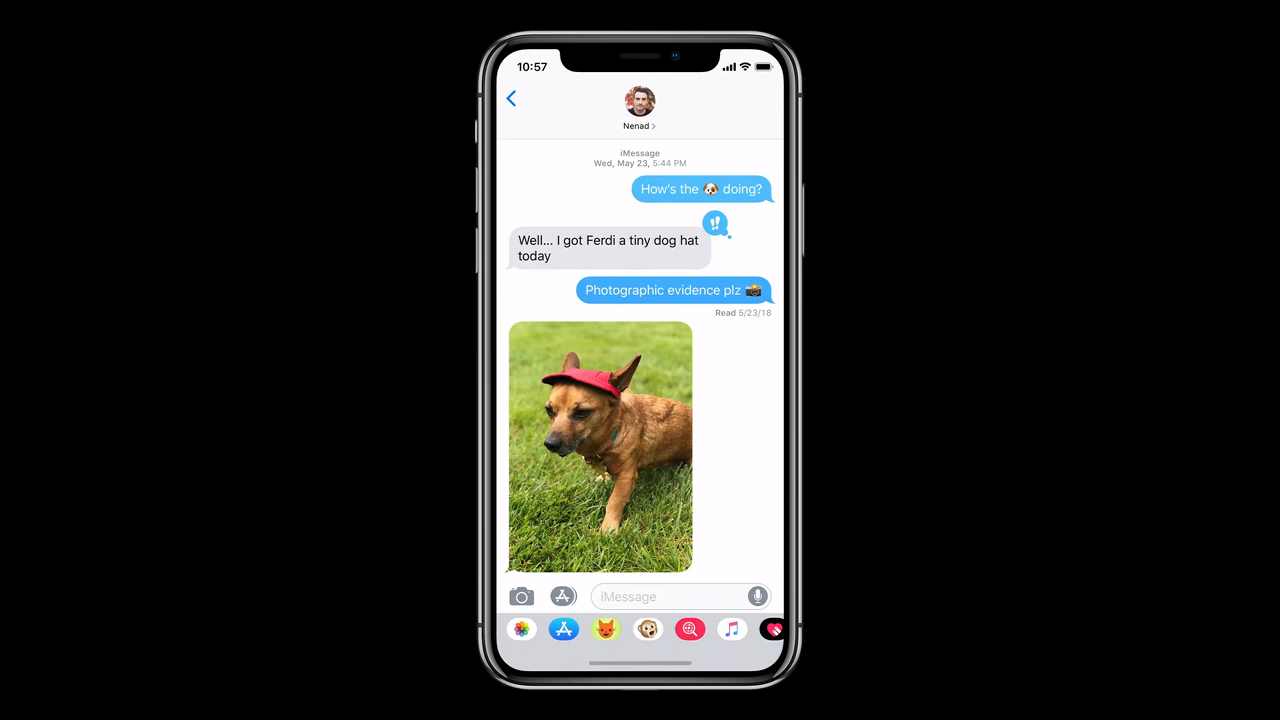 10:57
Nenad >
iMessage
Wed, May 23, 5:44 PM
How's the 🐶 doing?
Well... I got Ferdi a tiny dog hat
today
Photographic evidence plz 📸
Read 5/23/18
iMessage